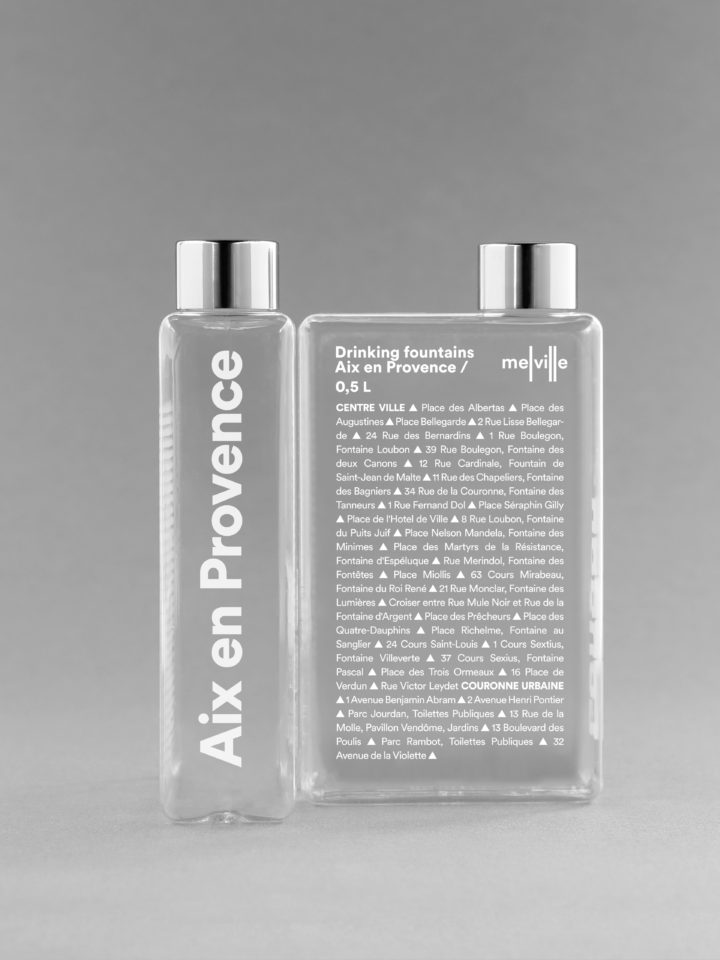 Aix en Provence
Drinking fountains
Aix en Provence /
0,5 L
melville
CENTRE VILLE ▲ Place des Albertas ▲ Place des
Augustines ▲ Place Bellegarde ▲ 2 Rue Lisse Bellegar-
de ▲ 24 Rue des Bernardins ▲ 1 Rue Boulegon,
Fontaine Loubon ▲ 39 Rue Boulegon, Fontaine des
deux Canons ▲ 12 Rue Cardinale, Fountain de
Saint-Jean de Malte ▲ 11 Rue des Chapeliers, Fontaine
des Bagniers ▲ 34 Rue de la Couronne, Fontaine des
Tanneurs ▲ 1 Rue Fernand Dol ▲ Place Séraphin Gilly
▲ Place de l'Hotel de Ville ▲ 8 Rue Loubon, Fontaine
du Puits Juif ▲ Place Nelson Mandela, Fontaine des
Minimes ▲ Place des Martyrs de la Résistance,
Fontaine d'Espéluque ▲ Rue Merindol, Fontaine des
Fontêtes ▲ Place Miollis ▲ 63 Cours Mirabeau,
Fontaine du Roi René ▲ 21 Rue Monclar, Fontaine des
Lumières ▲ Croiser entre Rue Mule Noir et Rue de la
Fontaine d'Argent ▲ Place des Prêcheurs ▲ Place des
Quatre-Dauphins ▲ Place Richelme, Fontaine au
Sanglier ▲ 24 Cours Saint-Louis ▲ 1 Cours Sextius,
Fontaine Villeverte ▲ 37 Cours Sexius, Fontaine
Pascal ▲ Place des Trois Ormeaux ▲ 16 Place de
Verdun ▲ Rue Victor Leydet COURONNE URBAINE
▲ 1 Avenue Benjamin Abram ▲ 2 Avenue Henri Pontier
▲ Parc Jourdan, Toilettes Publiques ▲ 13 Rue de la
Molle, Pavillon Vendôme, Jardins ▲ 13 Boulevard des
Poulis ▲ Parc Rambot, Toilettes Publiques ▲ 32
Avenue de la Violette ▲